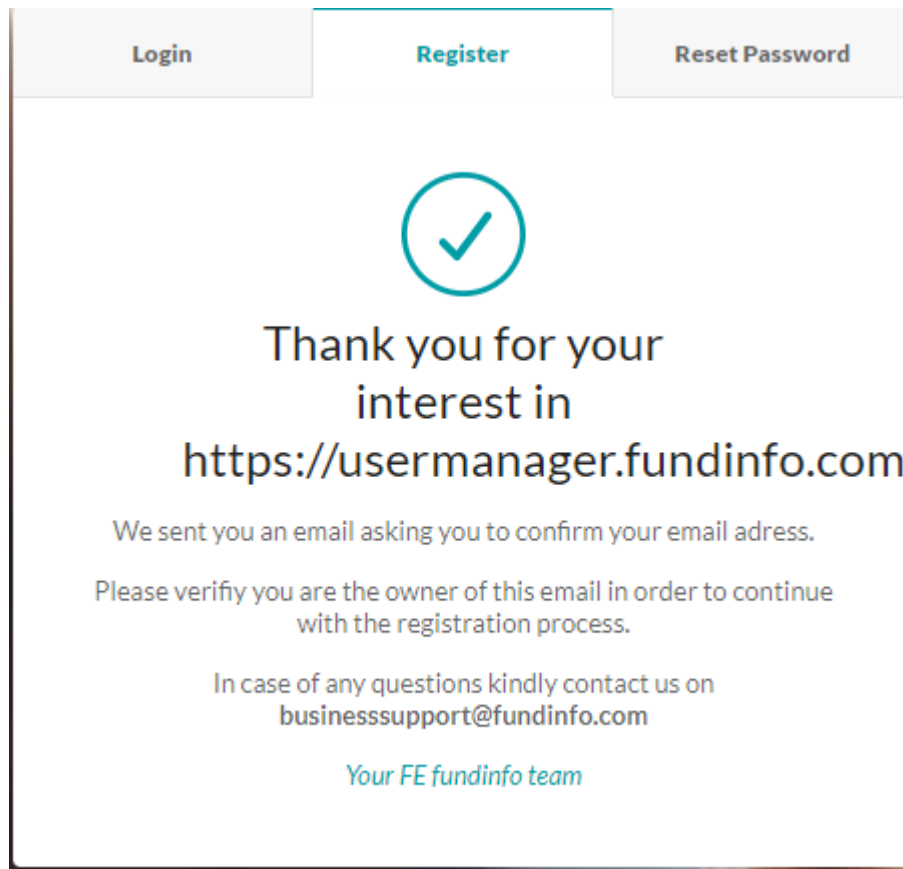 Login
Register
Reset Password
Thank you for your
interest in
https://usermanager.fundinfo.com
We sent you an email asking you to confirm your email adress.
Please verifiy you are the owner of this email in order to continue
with the registration process.
In case of any questions kindly contact us on
businesssupport@fundinfo.com
Your FE fundinfo team